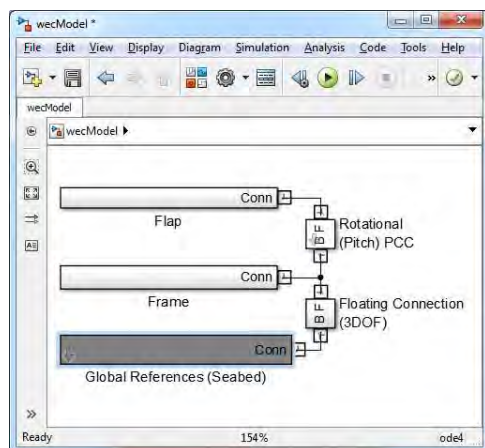 wecModel *
File Edit View Display Diagram Simulation Analysis Code Tools Help
»
wecModel
wecModel
Conn
Flap
B F
Rotational
(Pitch) PCC
Conn
Frame
B F
Floating Connection
(3DOF)
Conn
Global References (Seabed)
»
Ready 154% ode4